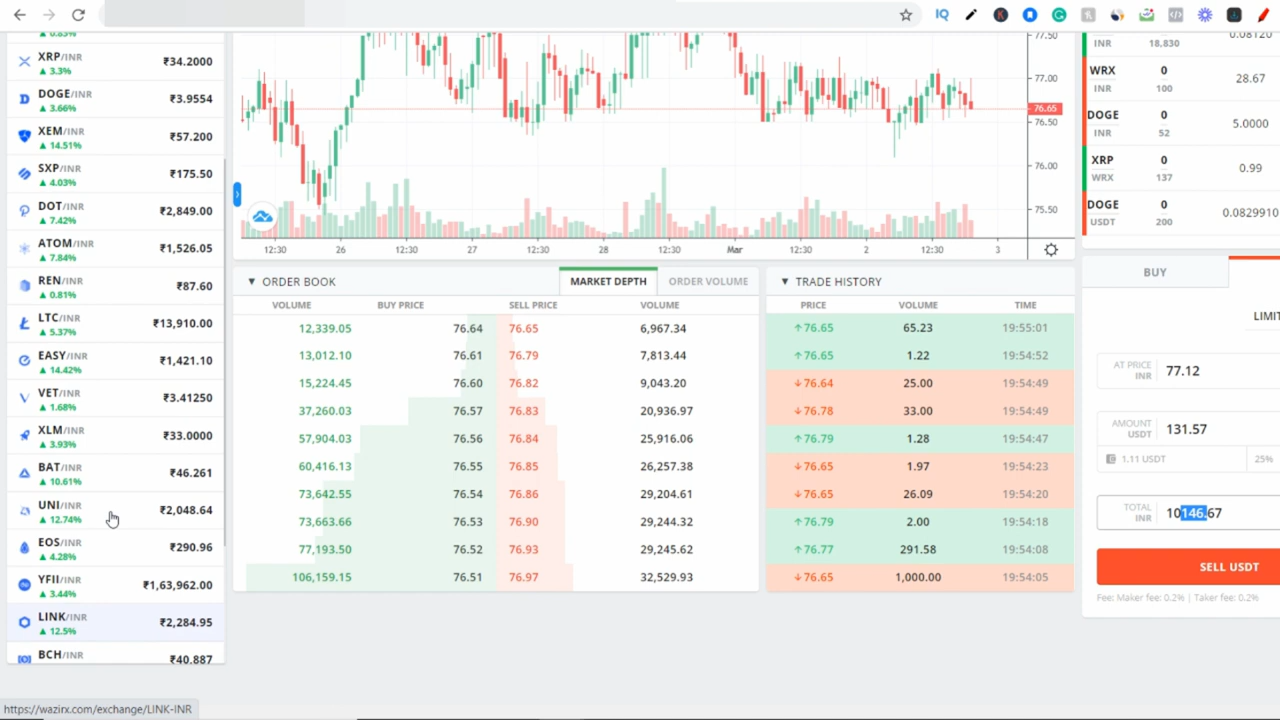 ▲ 0.83%
XRP/INR ₹34.2000
▲ 3.3%
DOGE/INR ₹3.9554
▲ 3.66%
XEM/INR ₹57.200
▲ 14.51%
SXP/INR ₹175.50
▲ 4.03%
DOT/INR ₹2,849.00
▲ 7.42%
ATOM/INR ₹1,526.05
▲ 7.84%
REN/INR ₹87.60
▲ 0.81%
LTC/INR ₹13,910.00
▲ 5.37%
EASY/INR ₹1,421.10
▲ 14.42%
VET/INR ₹3.41250
▲ 1.68%
XLM/INR ₹33.0000
▲ 3.93%
BAT/INR ₹46.261
▲ 10.61%
UNI/INR ₹2,048.64
▲ 12.74%
EOS/INR ₹290.96
▲ 4.28%
YFII/INR ₹1,63,962.00
▲ 3.44%
LINK/INR ₹2,284.95
▲ 12.5%
BCH/INR ₹40,887
77.50
77.00
76.65
76.50
76.00
75.50
12:30 26 12:30 27 12:30 28 12:30 Mar 12:30 2 12:30 3
▼ ORDER BOOK MARKET DEPTH ORDER VOLUME
VOLUME BUY PRICE SELL PRICE VOLUME
12,339.05 76.64 76.65 6,967.34
13,012.10 76.61 76.79 7,813.44
15,224.45 76.60 76.82 9,043.20
37,260.03 76.57 76.83 20,936.97
57,904.03 76.56 76.84 25,916.06
60,416.13 76.55 76.85 26,257.38
73,642.55 76.54 76.86 29,204.61
73,663.66 76.53 76.90 29,244.32
77,193.50 76.52 76.93 29,245.62
106,159.15 76.51 76.97 32,529.93
▼ TRADE HISTORY
PRICE VOLUME TIME
↑76.65 65.23 19:55:01
↑76.65 1.22 19:54:52
↓76.64 25.00 19:54:49
↓76.78 33.00 19:54:49
↑76.79 1.28 19:54:47
↓76.65 1.97 19:54:23
↓76.65 26.09 19:54:20
↑76.79 2.00 19:54:18
↑76.77 291.58 19:54:08
↓76.65 1,000.00 19:54:05
0.08120
INR 18,830
WRX 0 28.67
INR 100
DOGE 0 5.0000
INR 52
XRP 0 0.99
WRX 137
DOGE 0 0.0829910
USDT 200
BUY
LIMIT
AT PRICE INR 77.12
AMOUNT USDT 131.57
1.11 USDT 25%
TOTAL INR 10146.67
SELL USDT
Fee: Maker fee: 0.2% | Taker fee: 0.2%
https://wazirx.com/exchange/LINK-INR